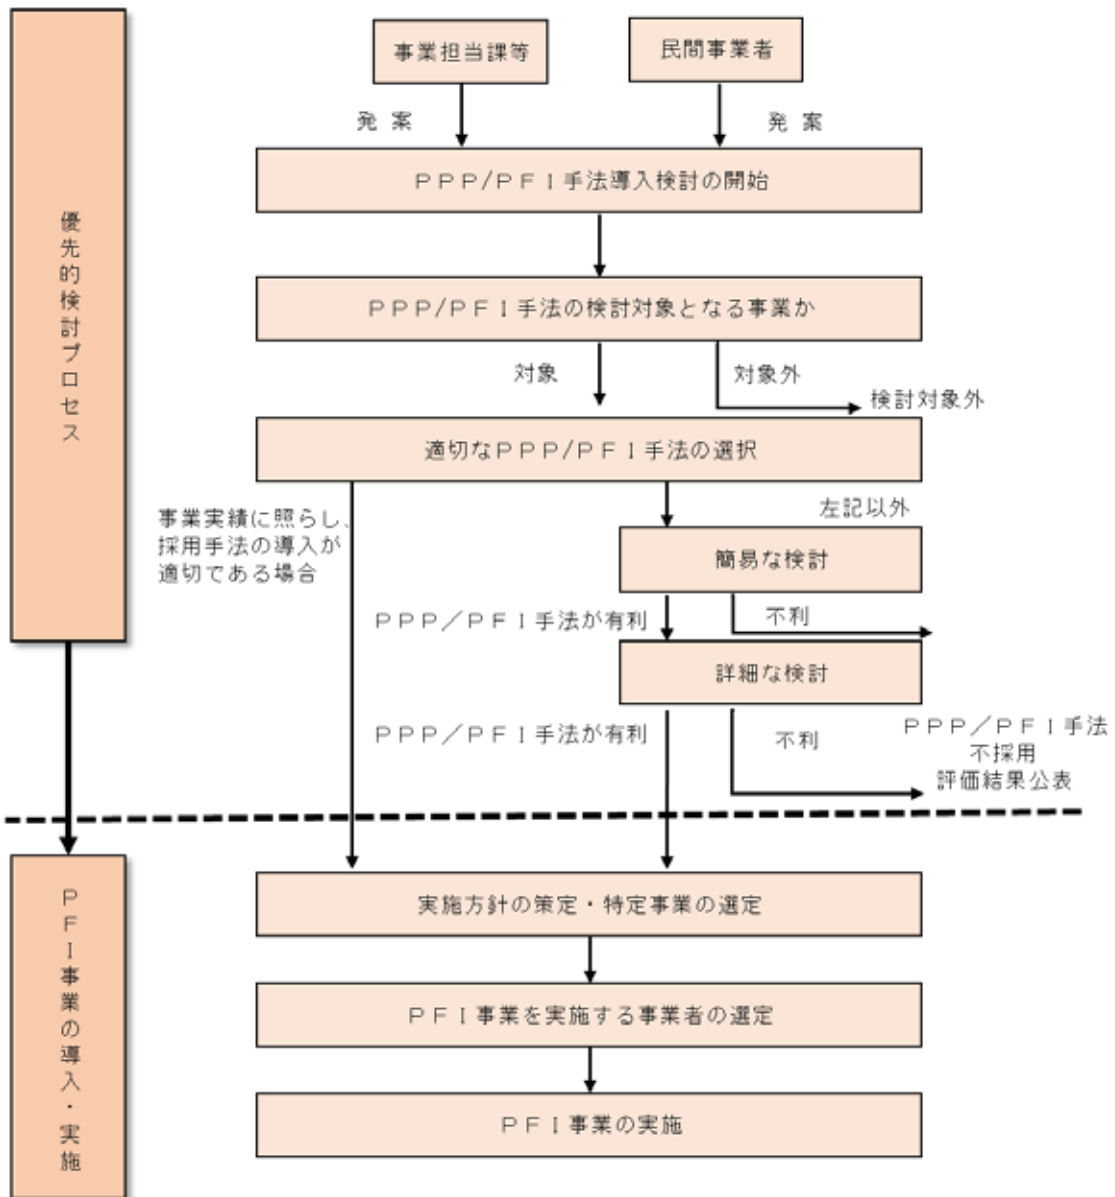 優先的検討プロセス
事業担当課等
民間事業者
発 案
発 案
PPP/PFI手法導入検討の開始
PPP/PFI手法の検討対象となる事業か
対象
対象外
検討対象外
適切なPPP/PFI手法の選択
事業実績に照らし、
採用手法の導入が
適切である場合
左記以外
簡易な検討
PPP/PFI手法が有利
不利
詳細な検討
PPP/PFI手法が有利
不利
PPP/PFI手法
不採用
評価結果公表
PFI事業の導入・実施
実施方針の策定・特定事業の選定
PFI事業を実施する事業者の選定
PFI事業の実施